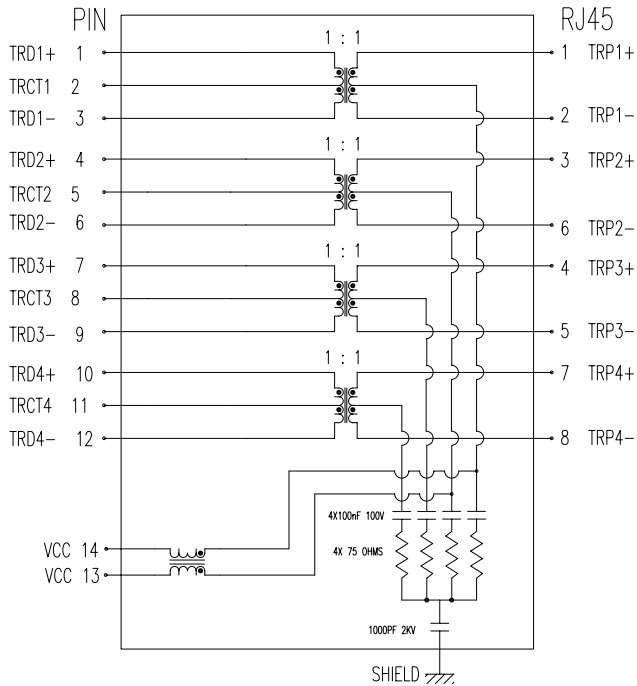 PIN RJ45
1 : 1
TRD1+ 1 1 TRP1+
TRCT1 2
TRD1- 3 2 TRP1-
1 : 1
TRD2+ 4 3 TRP2+
TRCT2 5
TRD2- 6 6 TRP2-
1 : 1
TRD3+ 7 4 TRP3+
TRCT3 8
TRD3- 9 5 TRP3-
1 : 1
TRD4+ 10 7 TRP4+
TRCT4 11
TRD4- 12 8 TRP4-
4X100nF 100V
4X 75 OHMS
VCC 14
VCC 13
1000PF 2KV
SHIELD